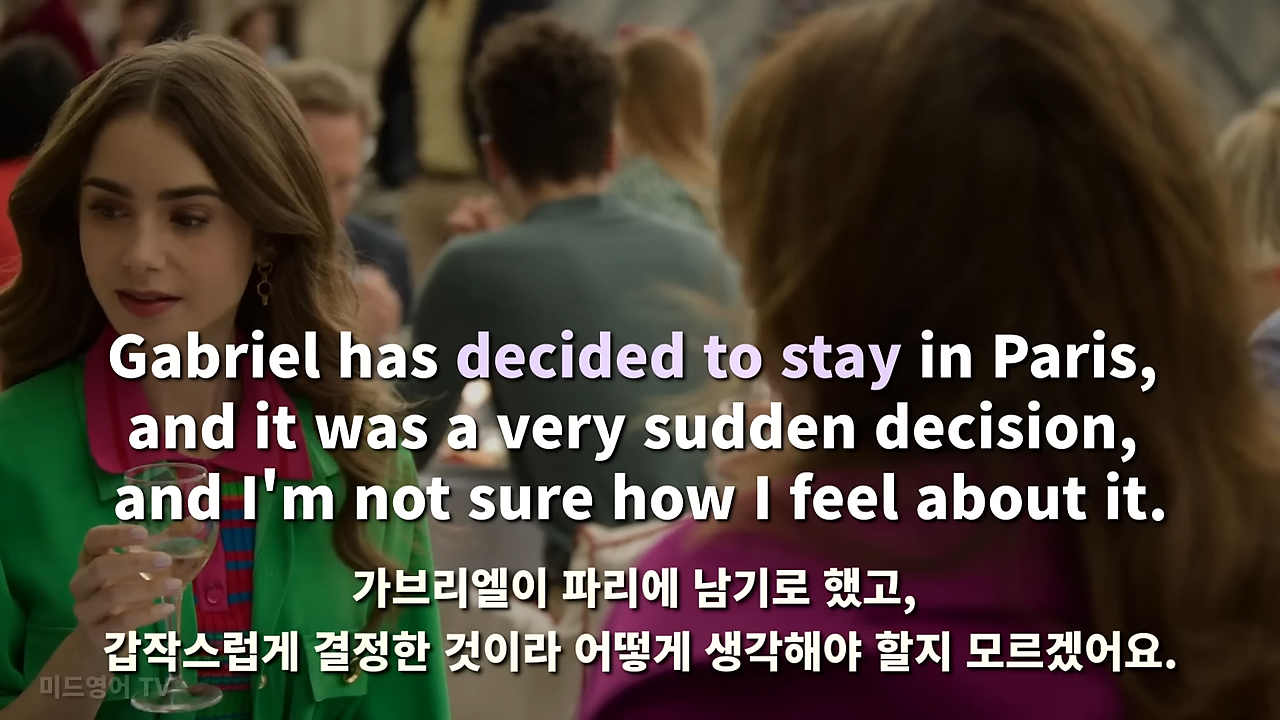 Gabriel has decided to stay in Paris,
and it was a very sudden decision,
and I'm not sure how I feel about it.
가브리엘이 파리에 남기로 했고,
갑작스럽게 결정한 것이라 어떻게 생각해야 할지 모르겠어요.
미드영어 TV